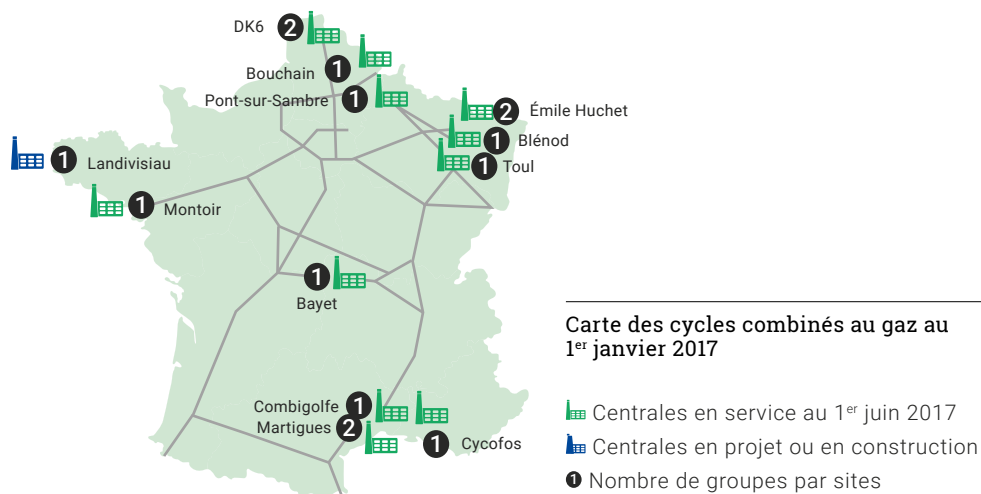 DK6 2
Bouchain 1
Pont-sur-Sambre 1
2 Émile Huchet
1 Blénod
1 Toul
1 Landivisiau
1 Montoir
1
Bayet
Combigolfe 1
Martigues 2
1 Cycofos
Carte des cycles combinés au gaz au
1er janvier 2017
Centrales en service au 1er juin 2017
Centrales en projet ou en construction
1 Nombre de groupes par sites